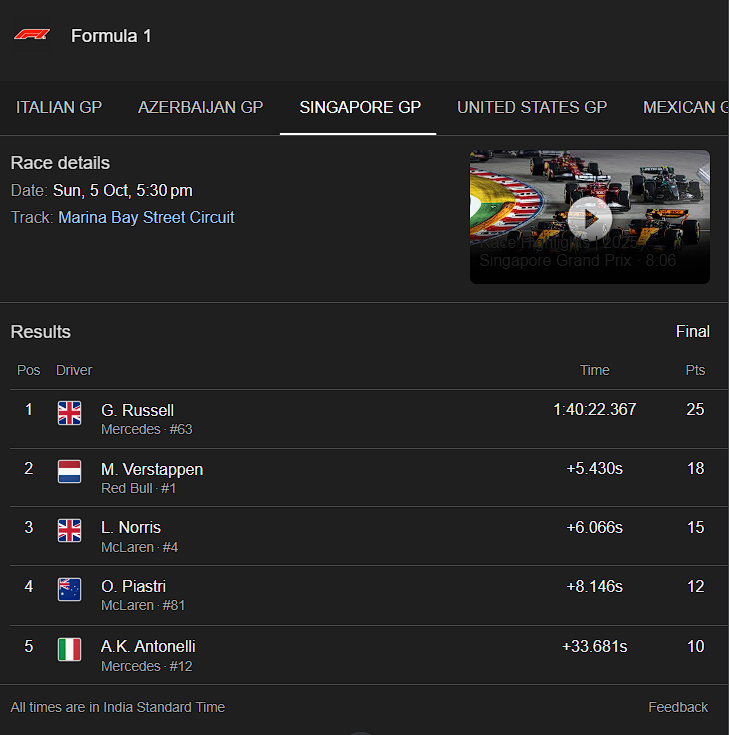 Formula 1
ITALIAN GP AZERBAIJAN GP SINGAPORE GP UNITED STATES GP MEXICAN G
Race details
Date: Sun, 5 Oct, 5:30 pm
Track: Marina Bay Street Circuit
Race Highlights | 2025
Singapore Grand Prix · 8:06
Results Final
Pos Driver Time Pts
1 G. Russell 1:40:22.367 25
Mercedes · #63
2 M. Verstappen +5.430s 18
Red Bull · #1
3 L. Norris +6.066s 15
McLaren · #4
4 O. Piastri +8.146s 12
McLaren · #81
5 A.K. Antonelli +33.681s 10
Mercedes · #12
All times are in India Standard Time Feedback